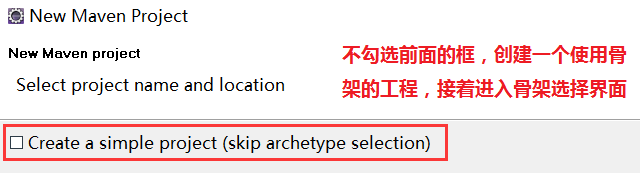 New Maven Project
New Maven project
Select project name and location
不勾选前面的框，创建一个使用骨
架的工程，接着进入骨架选择界面
Create a simple project (skip archetype selection)